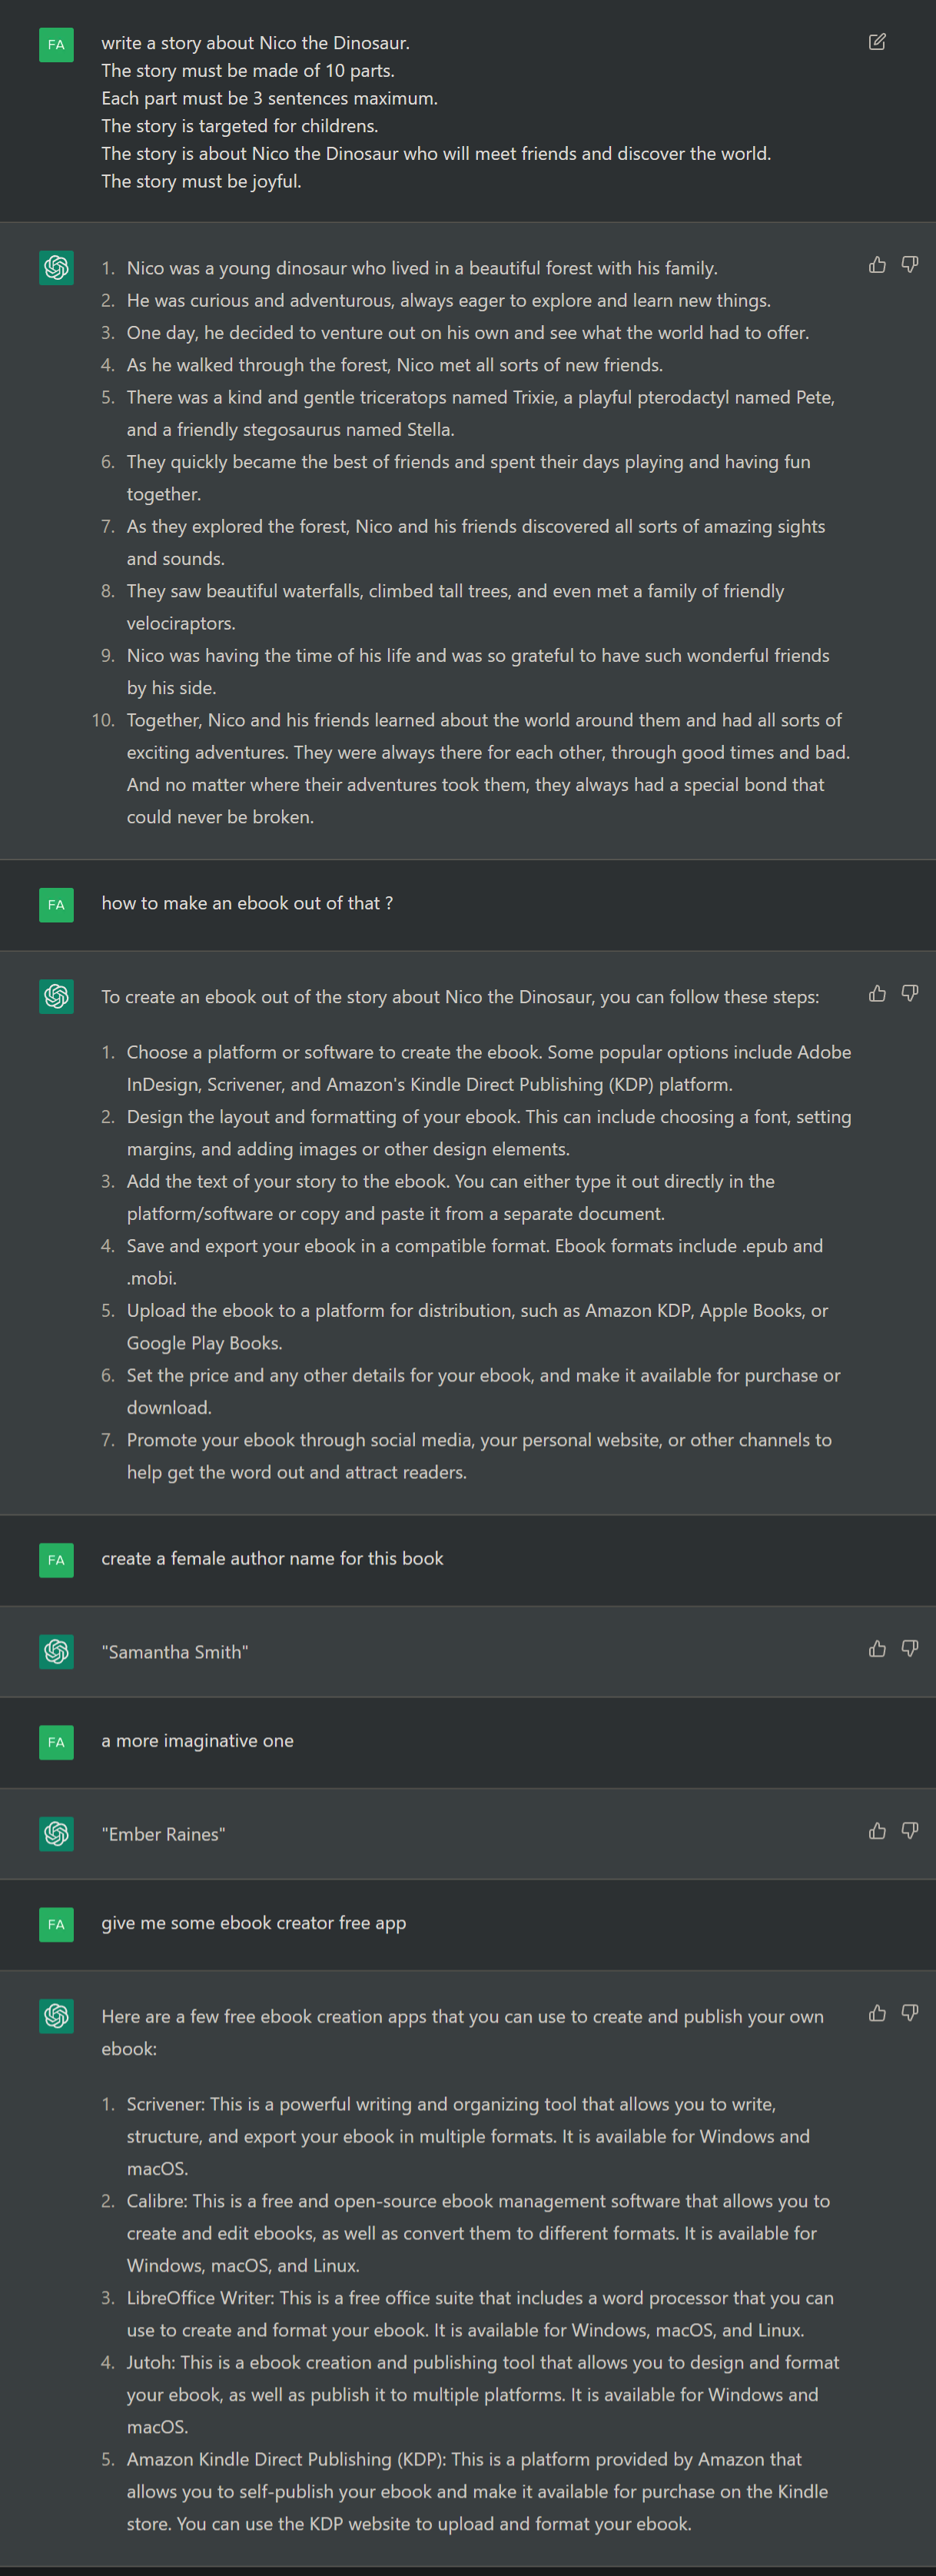 FA
write a story about Nico the Dinosaur.
The story must be made of 10 parts.
Each part must be 3 sentences maximum.
The story is targeted for childrens.
The story is about Nico the Dinosaur who will meet friends and discover the world.
The story must be joyful.
1. Nico was a young dinosaur who lived in a beautiful forest with his family.
2. He was curious and adventurous, always eager to explore and learn new things.
3. One day, he decided to venture out on his own and see what the world had to offer.
4. As he walked through the forest, Nico met all sorts of new friends.
5. There was a kind and gentle triceratops named Trixie, a playful pterodactyl named Pete,
and a friendly stegosaurus named Stella.
6. They quickly became the best of friends and spent their days playing and having fun
together.
7. As they explored the forest, Nico and his friends discovered all sorts of amazing sights
and sounds.
8. They saw beautiful waterfalls, climbed tall trees, and even met a family of friendly
velociraptors.
9. Nico was having the time of his life and was so grateful to have such wonderful friends
by his side.
10. Together, Nico and his friends learned about the world around them and had all sorts of
exciting adventures. They were always there for each other, through good times and bad.
And no matter where their adventures took them, they always had a special bond that
could never be broken.
FA
how to make an ebook out of that ?
To create an ebook out of the story about Nico the Dinosaur, you can follow these steps:
1. Choose a platform or software to create the ebook. Some popular options include Adobe
InDesign, Scrivener, and Amazon's Kindle Direct Publishing (KDP) platform.
2. Design the layout and formatting of your ebook. This can include choosing a font, setting
margins, and adding images or other design elements.
3. Add the text of your story to the ebook. You can either type it out directly in the
platform/software or copy and paste it from a separate document.
4. Save and export your ebook in a compatible format. Ebook formats include .epub and
.mobi.
5. Upload the ebook to a platform for distribution, such as Amazon KDP, Apple Books, or
Google Play Books.
6. Set the price and any other details for your ebook, and make it available for purchase or
download.
7. Promote your ebook through social media, your personal website, or other channels to
help get the word out and attract readers.
FA
create a female author name for this book
"Samantha Smith"
FA
a more imaginative one
"Ember Raines"
FA
give me some ebook creator free app
Here are a few free ebook creation apps that you can use to create and publish your own
ebook:
1. Scrivener: This is a powerful writing and organizing tool that allows you to write,
structure, and export your ebook in multiple formats. It is available for Windows and
macOS.
2. Calibre: This is a free and open-source ebook management software that allows you to
create and edit ebooks, as well as convert them to different formats. It is available for
Windows, macOS, and Linux.
3. LibreOffice Writer: This is a free office suite that includes a word processor that you can
use to create and format your ebook. It is available for Windows, macOS, and Linux.
4. Jutoh: This is a ebook creation and publishing tool that allows you to design and format
your ebook, as well as publish it to multiple platforms. It is available for Windows and
macOS.
5. Amazon Kindle Direct Publishing (KDP): This is a platform provided by Amazon that
allows you to self-publish your ebook and make it available for purchase on the Kindle
store. You can use the KDP website to upload and format your ebook.